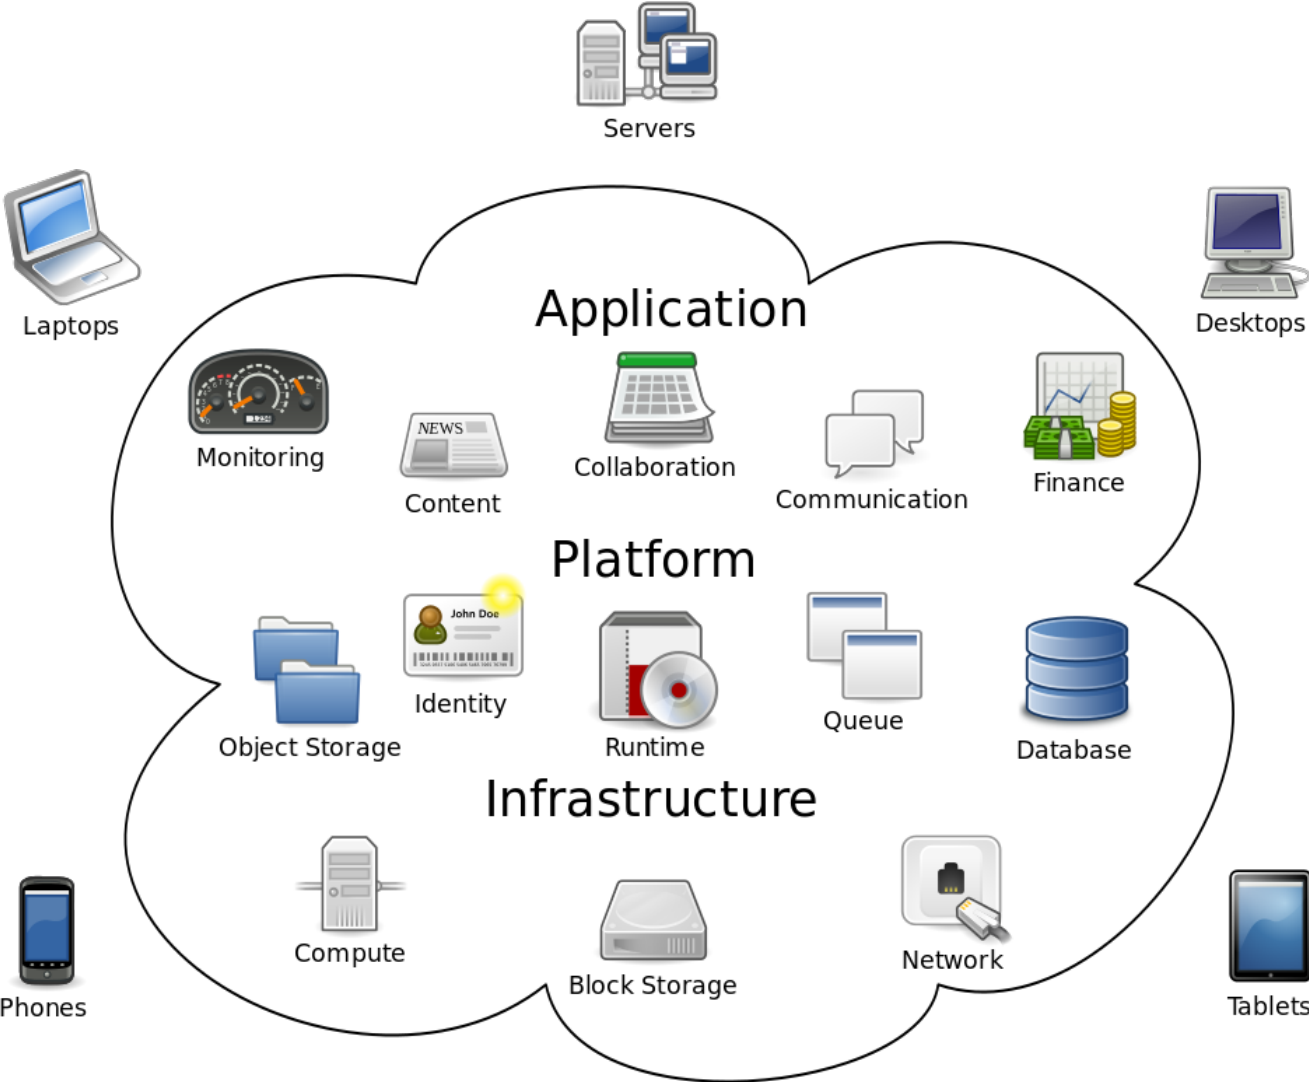 Servers
Laptops
Desktops
Application
Monitoring
NEWS
Content
Collaboration
Communication
Finance
Platform
John Doe
Object Storage
Identity
Runtime
Queue
Database
Infrastructure
Compute
Block Storage
Network
Phones
Tablets